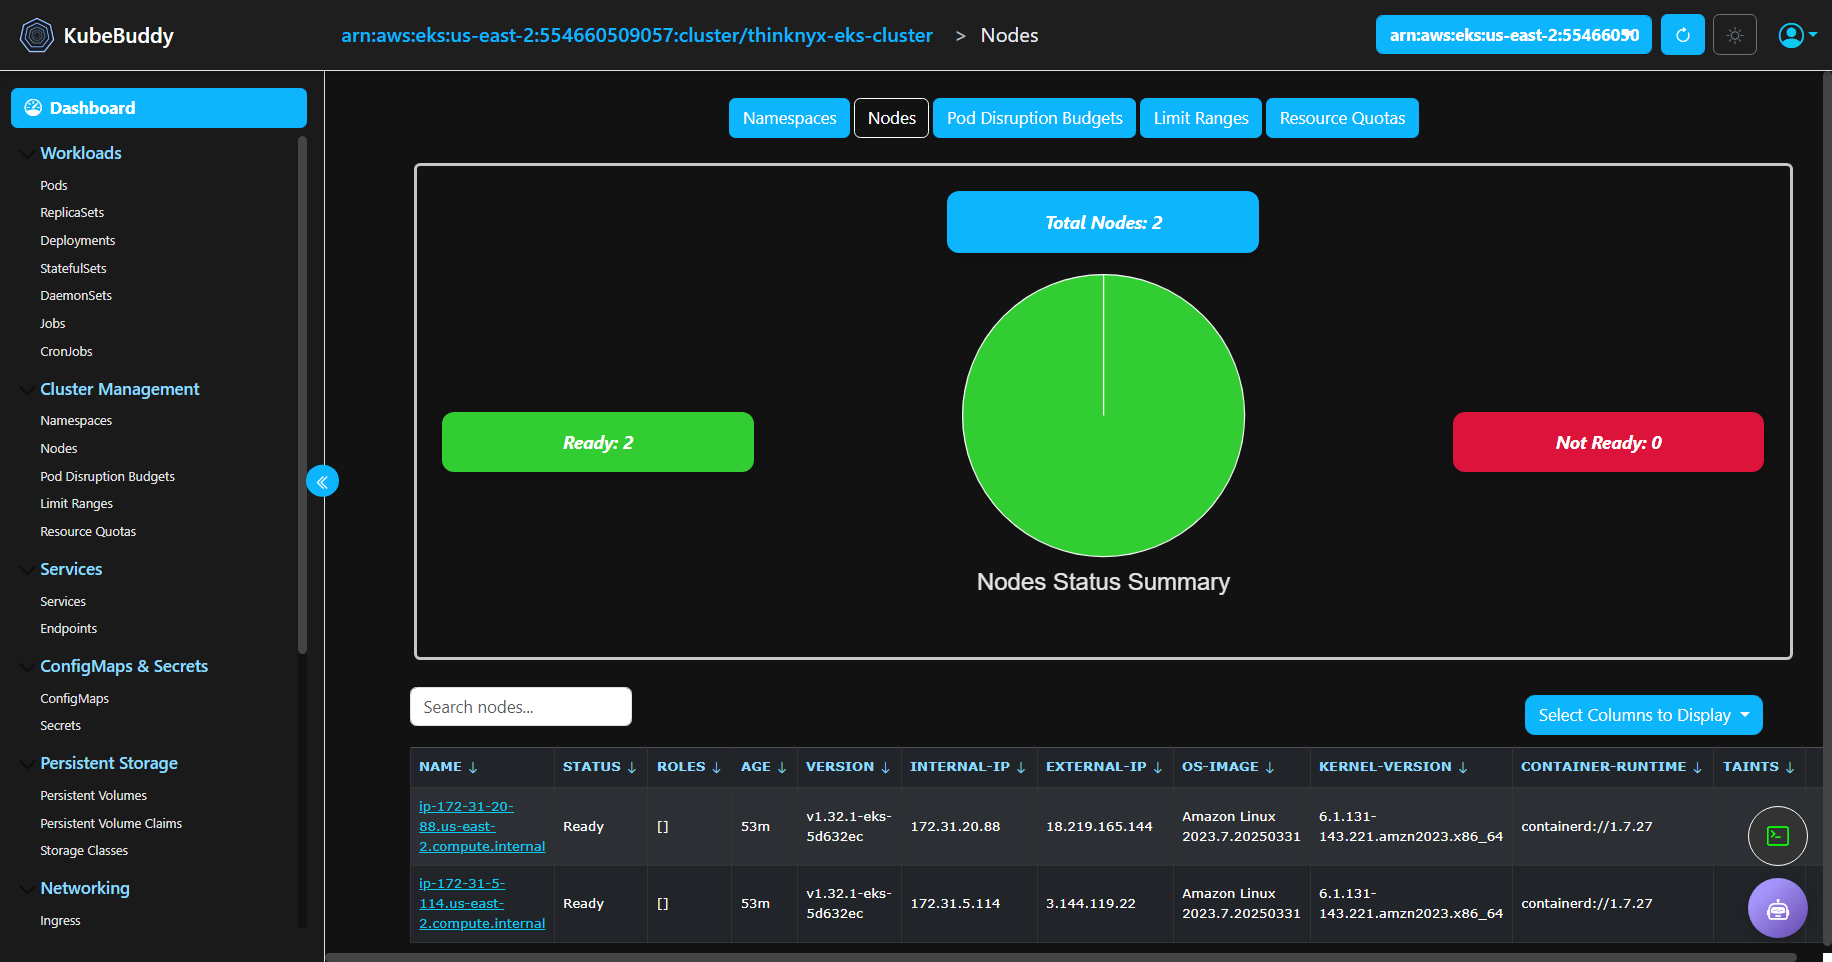 KubeBuddy
arn:aws:eks:us-east-2:554660509057:cluster/thinknyx-eks-cluster > Nodes
arn:aws:eks:us-east-2:55466050
Dashboard
Workloads
Pods
ReplicaSets
Deployments
StatefulSets
DaemonSets
Jobs
CronJobs
Cluster Management
Namespaces
Nodes
Pod Disruption Budgets
Limit Ranges
Resource Quotas
Services
Services
Endpoints
ConfigMaps & Secrets
ConfigMaps
Secrets
Persistent Storage
Persistent Volumes
Persistent Volume Claims
Storage Classes
Networking
Ingress
Namespaces Nodes Pod Disruption Budgets Limit Ranges Resource Quotas
Total Nodes: 2
Ready: 2
Not Ready: 0
Nodes Status Summary
Search nodes...
Select Columns to Display
NAME ↓ STATUS ↓ ROLES ↓ AGE ↓ VERSION ↓ INTERNAL-IP ↓ EXTERNAL-IP ↓ OS-IMAGE ↓ KERNEL-VERSION ↓ CONTAINER-RUNTIME ↓ TAINTS ↓
ip-172-31-20-
88.us-east-
2.compute.internal
Ready
[]
53m
v1.32.1-eks-
5d632ec
172.31.20.88
18.219.165.144
Amazon Linux
2023.7.20250331
6.1.131-
143.221.amzn2023.x86_64
containerd://1.7.27
ip-172-31-5-
114.us-east-
2.compute.internal
Ready
[]
53m
v1.32.1-eks-
5d632ec
172.31.5.114
3.144.119.22
Amazon Linux
2023.7.20250331
6.1.131-
143.221.amzn2023.x86_64
containerd://1.7.27